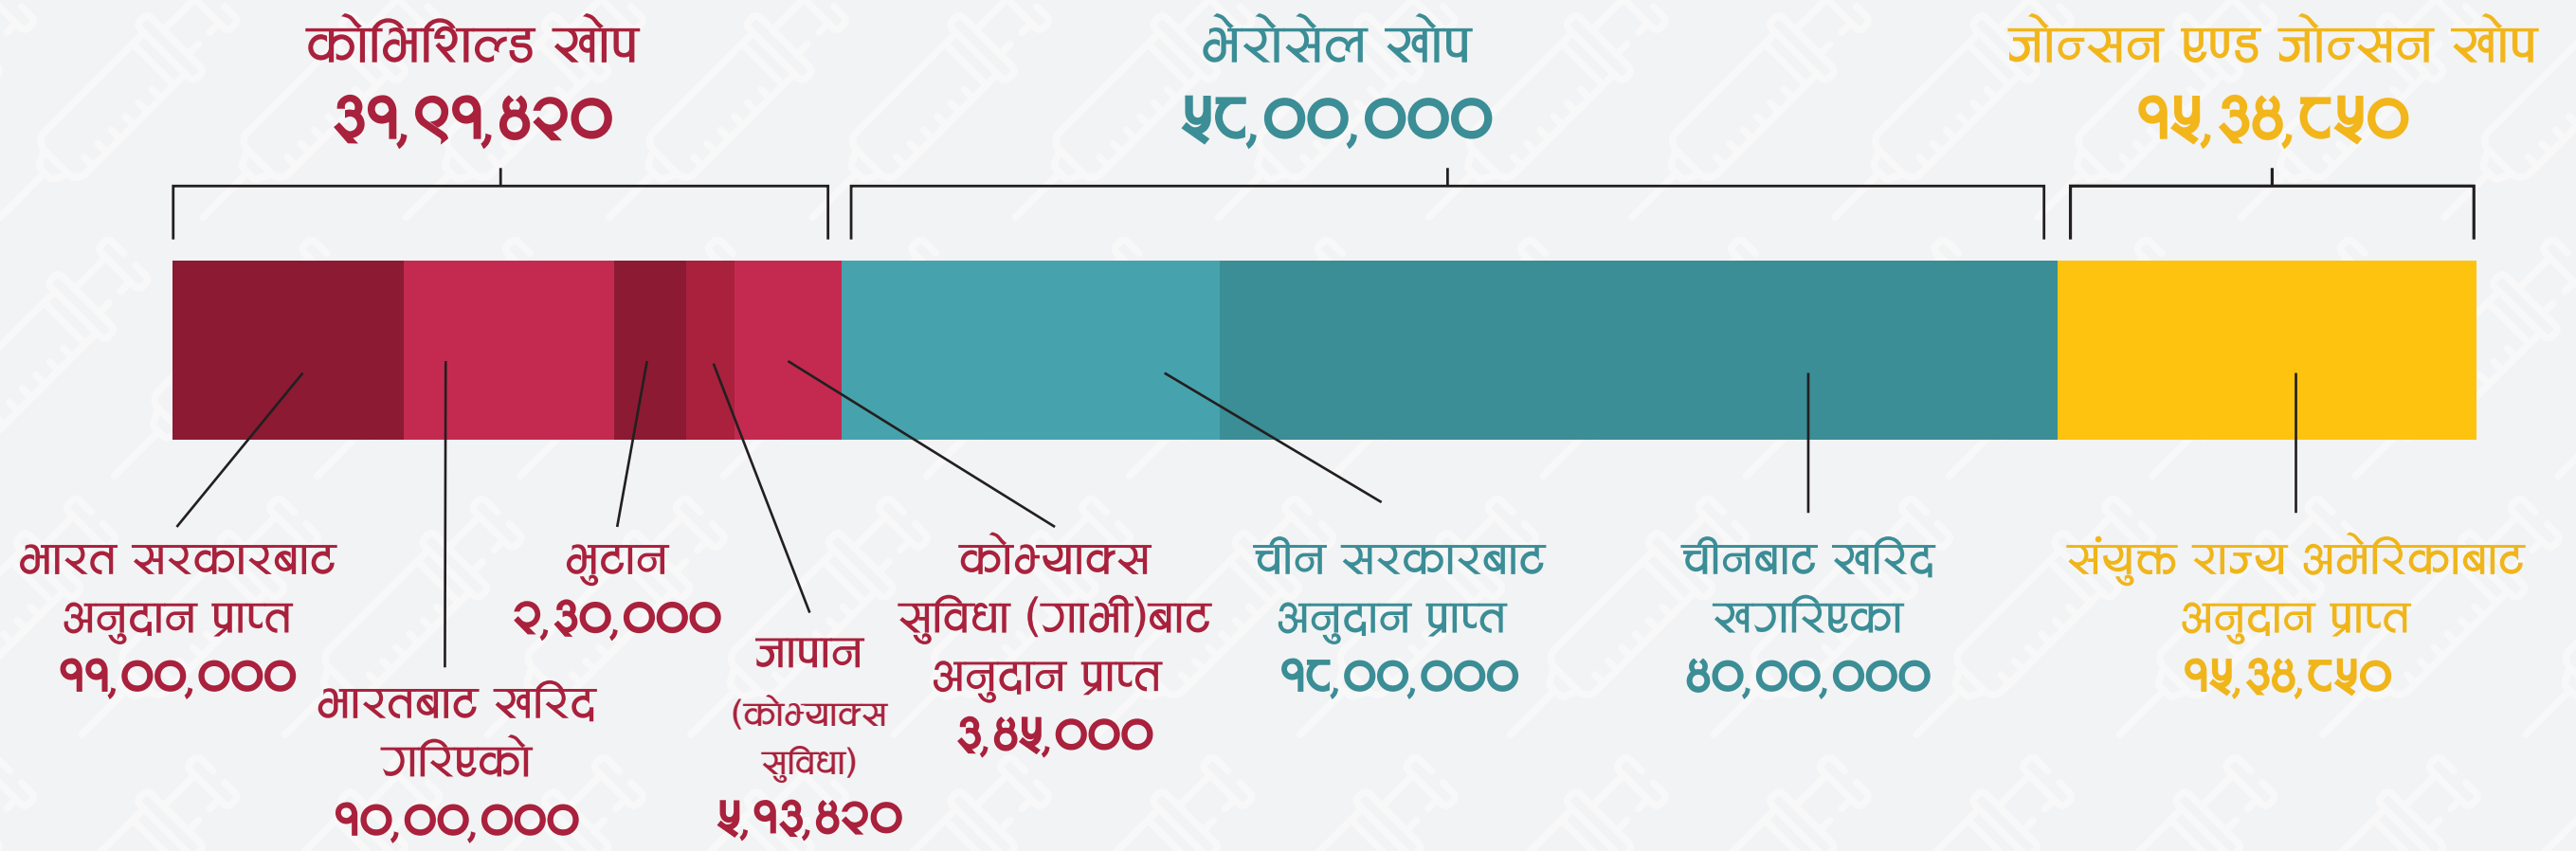 कोभिशिल्ड खोप
३१,९१,४२०
भेरोसेल खोप
५८,००,०००
जोन्सन एण्ड जोन्सन खोप
१५,३४,८५०
भारत सरकारबाट
अनुदान प्राप्त
११,००,०००
भारतबाट खरिद
गरिएको
१०,००,०००
भुटान
२,३०,०००
जापान
(कोभ्याक्स
सुविधा)
५,१३,४२०
कोभ्याक्स
सुविधा (गाभी)बाट
अनुदान प्राप्त
३,४५,०००
चीन सरकारबाट
अनुदान प्राप्त
१८,००,०००
चीनबाट खरिद
खगरिएका
४०,००,०००
संयुक्त राज्य अमेरिकाबाट
अनुदान प्राप्त
१५,३४,८५०